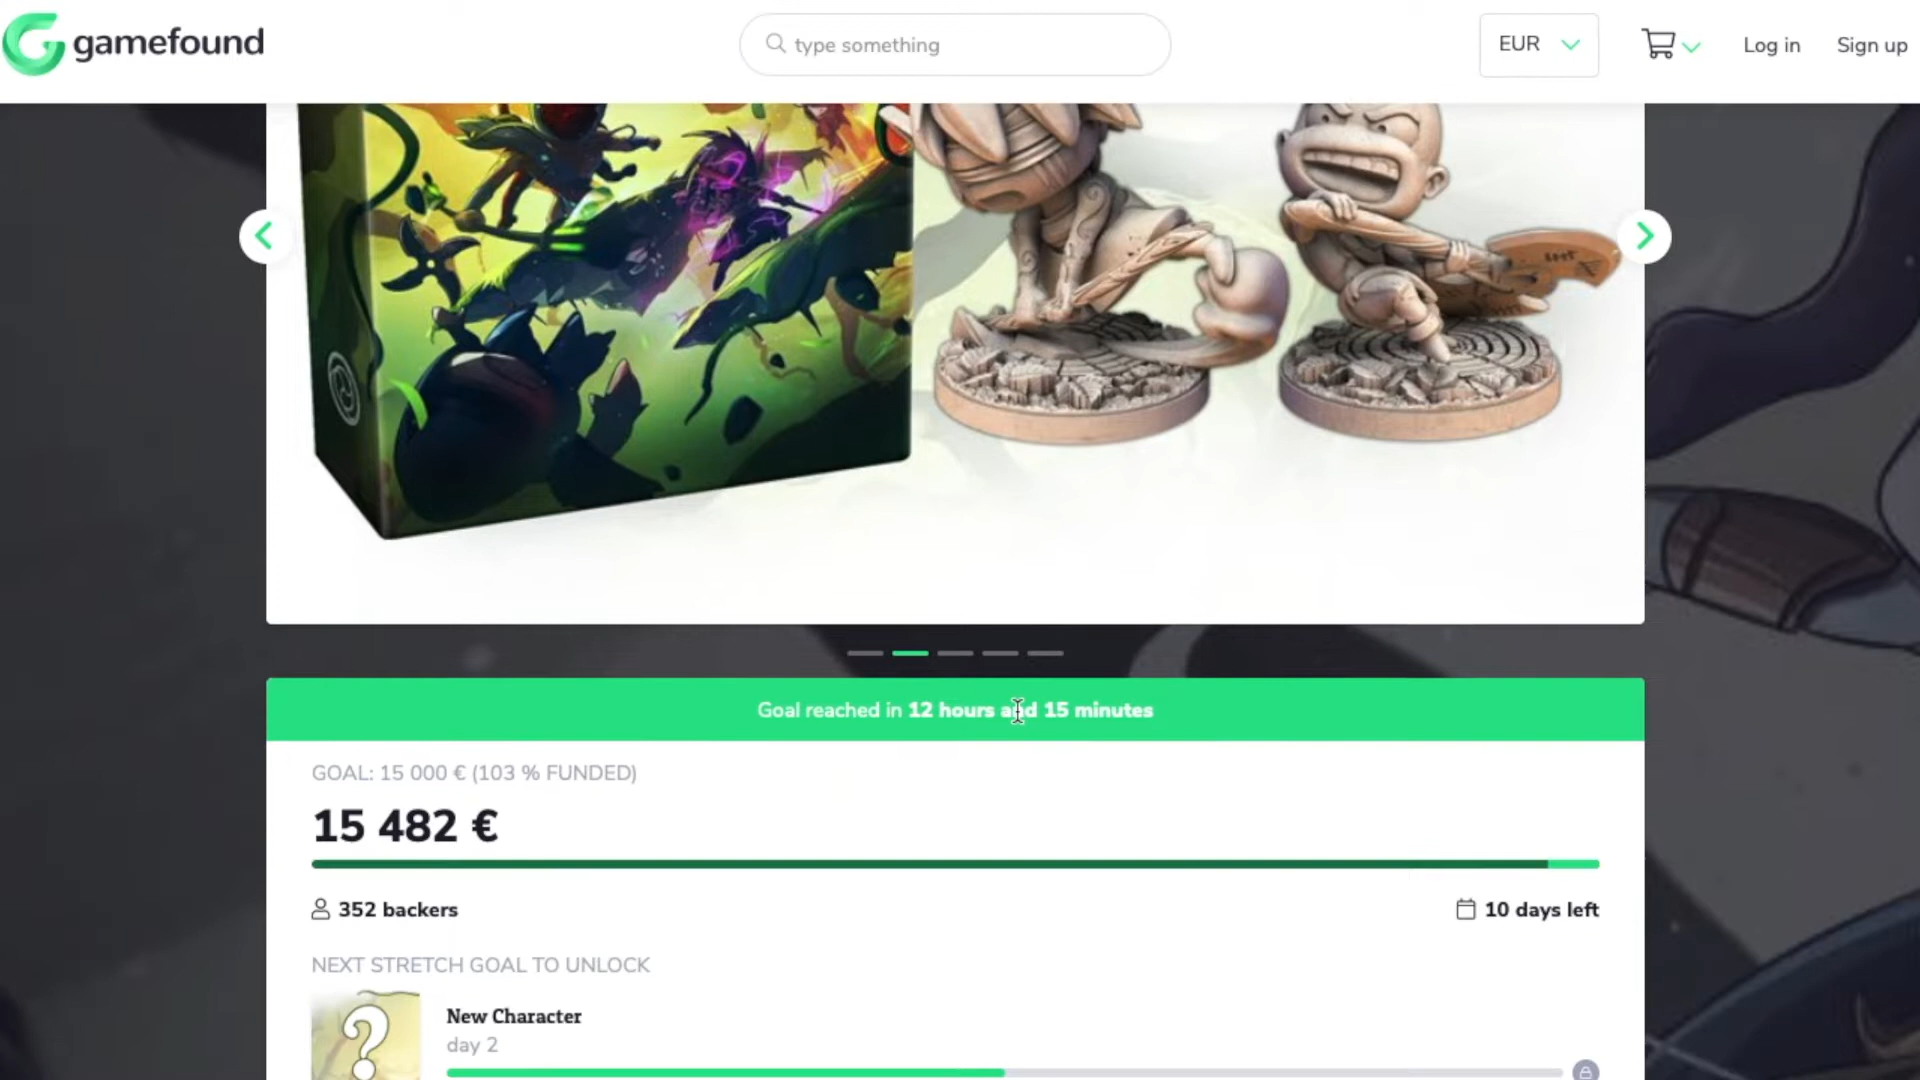 gamefound
type something
EUR
Log in
Sign up
Goal reached in 12 hours and 15 minutes
GOAL: 15 000 € (103 % FUNDED)
15 482 €
352 backers
10 days left
NEXT STRETCH GOAL TO UNLOCK
?
New Character
day 2